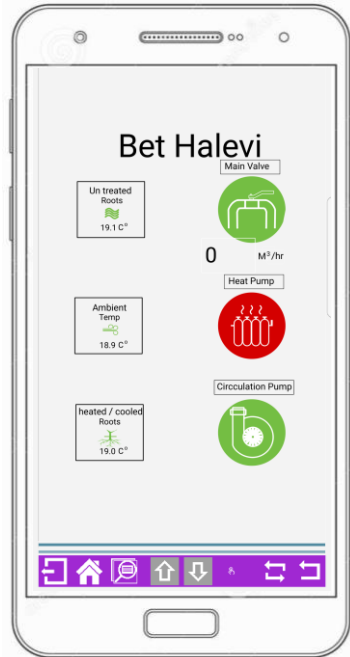 Bet Halevi
Main Valve
Un treated
Roots
19.1 C°
0 M³/hr
Heat Pump
Ambient
Temp
18.9 C°
Circculation Pump
heated / cooled
Roots
19.0 C°